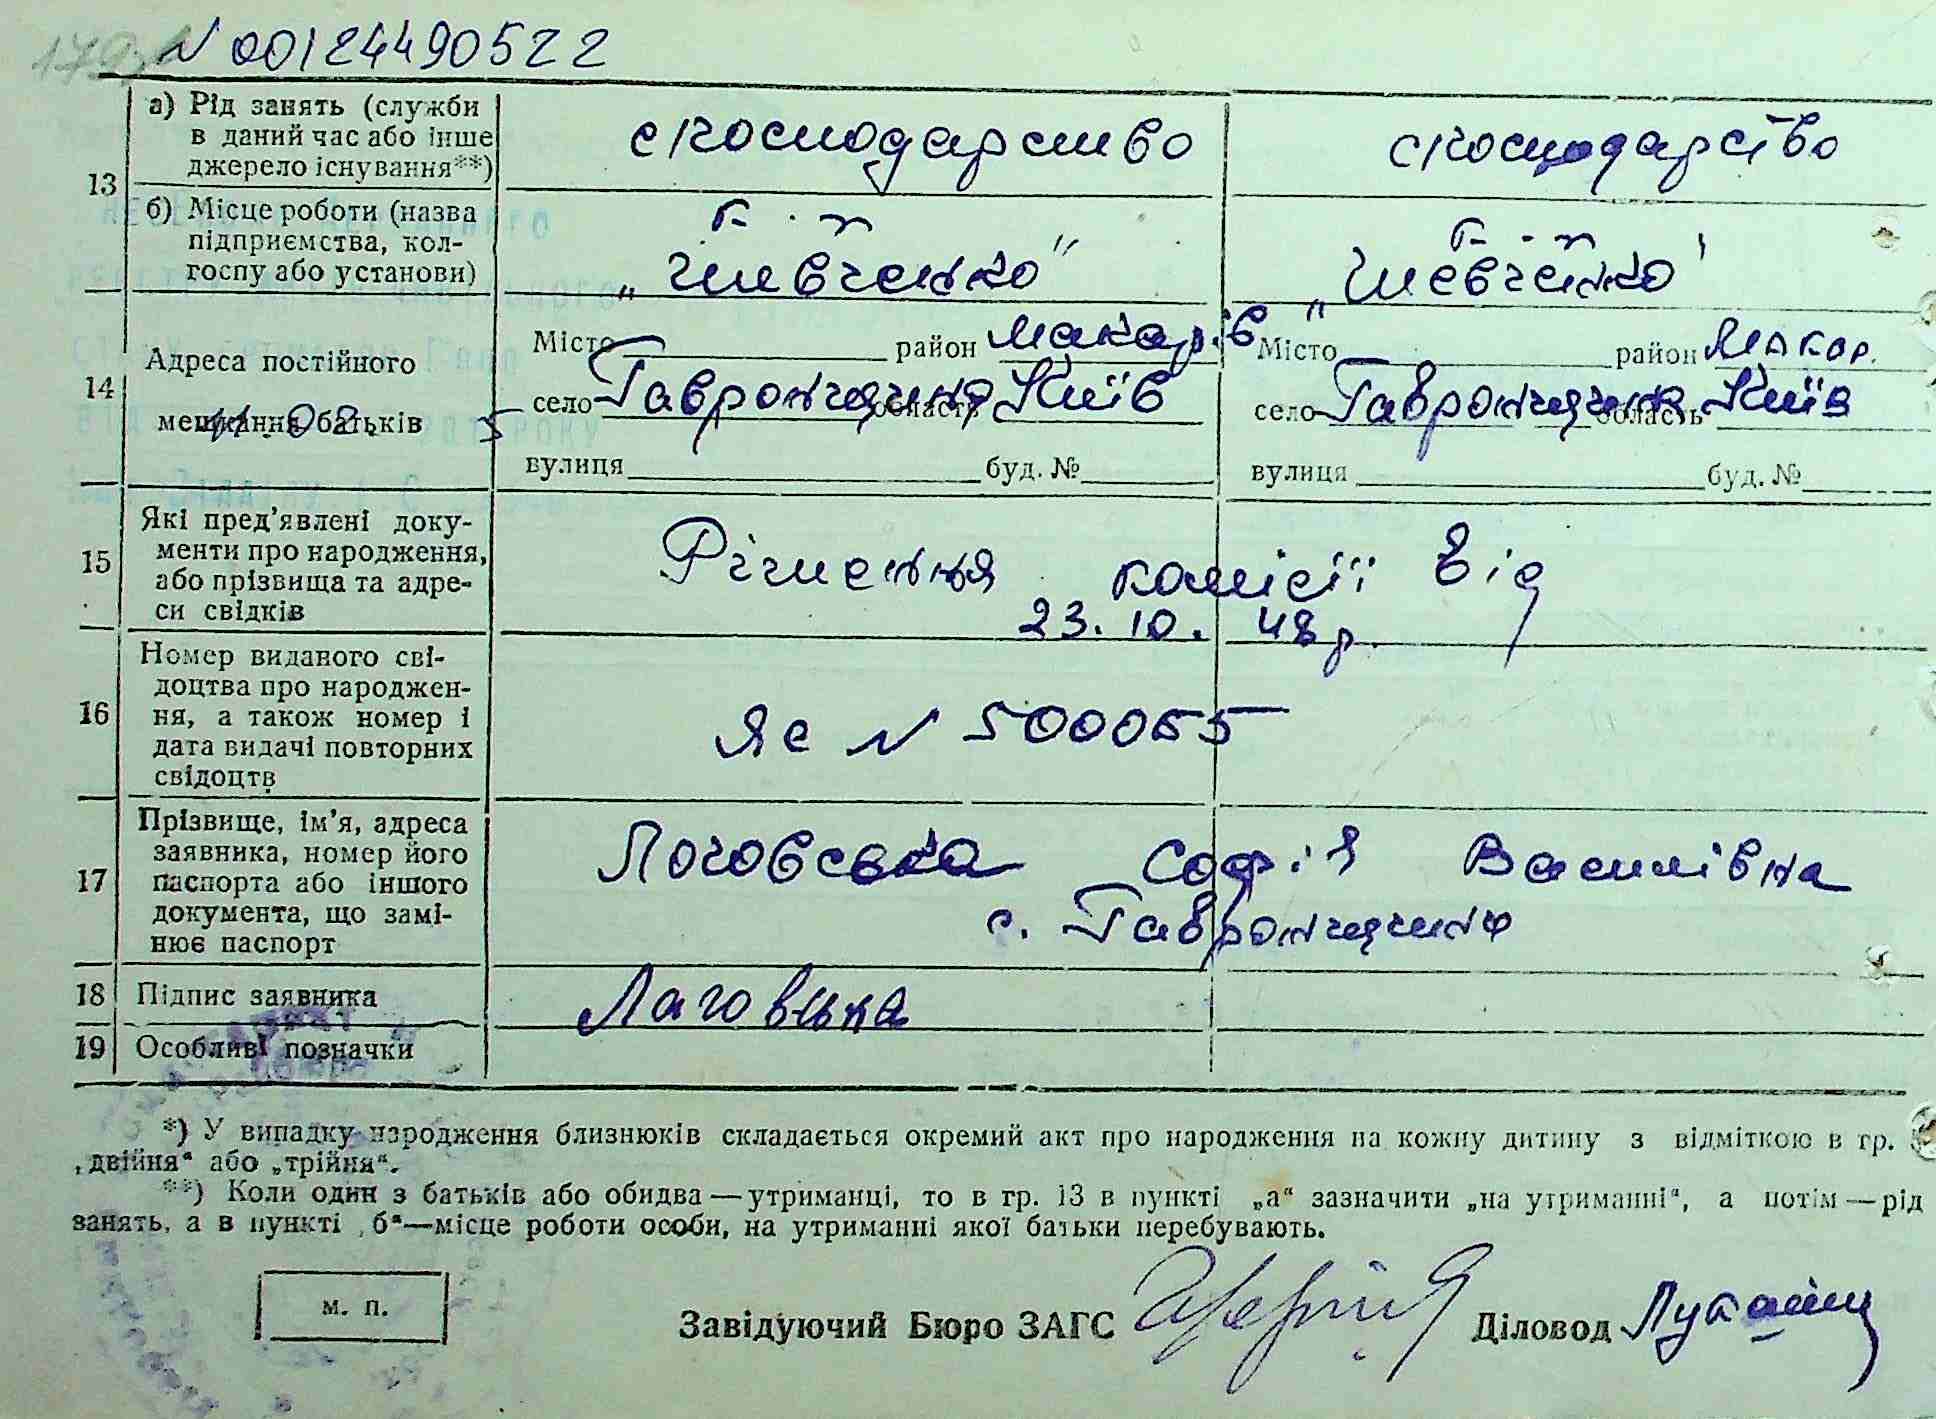 N 00124490522
13
а) Рід занять (служби в даний час або інше джерело існування**)
с господарство
с господарство
б) Місце роботи (назва підприємства, колгоспу або установи)
к-п
„Шевченко"
к-п
„Шевченко"
14
Адреса постійного мешкання батьків
Місто район Макарів
село Гавронщина область Київ
вулиця буд. №
Місто район Макар.
село Гавронщина область Київ
вулиця буд. №
15
Які пред'явлені документи про народження, або прізвища та адреси свідків
Рішення комісії від
23.10.48р.
16
Номер виданого свідоцтва про народження, а також номер і дата видачі повторних свідоцтв
Яс N 500065
17
Прізвище, ім'я, адреса заявника, номер його паспорта або іншого документа, що замінює паспорт
Логовська Софія Василівна
с. Гавронщина
18
Підпис заявника
Лаговська
19
Особливі позначки
*) У випадку народження близнюків складається окремий акт про народження на кожну дитину з відміткою в гр.
„двійня" або „трійня".
**) Коли один з батьків або обидва — утриманці, то в гр. 13 в пункті „а" зазначити „на утриманні", а потім — рід
занять, а в пункті „б"—місце роботи особи, на утриманні якої батьки перебувають.
м. п.
Завідуючий Бюро ЗАГС
Діловод